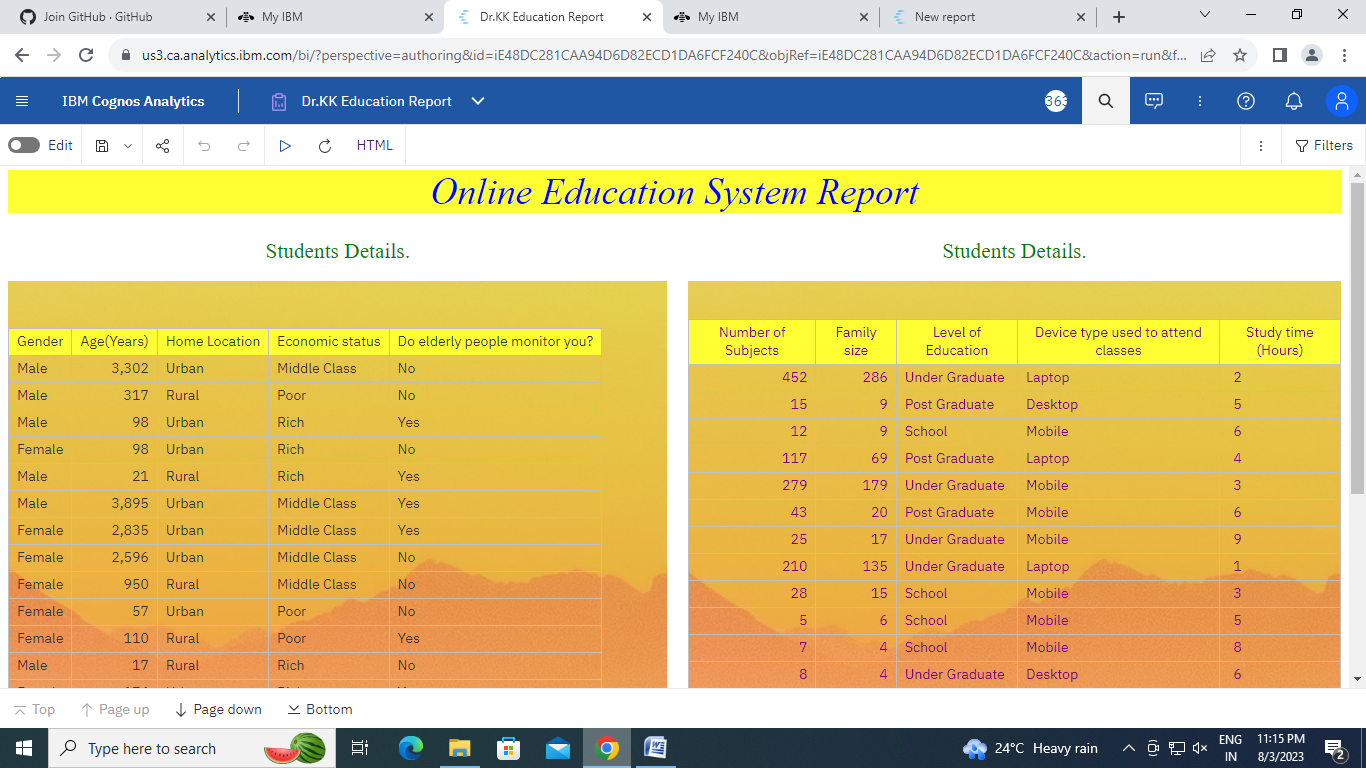 Join GitHub · GitHub
My IBM
Dr.KK Education Report
My IBM
New report
us3.ca.analytics.ibm.com/bi/?perspective=authoring&id=iE48DC281CAA94D6D82ECD1DA6FCF240C&objRef=iE48DC281CAA94D6D82ECD1DA6FCF240C&action=run&f...
IBM Cognos Analytics
Dr.KK Education Report
363
Edit
HTML
Filters
Online Education System Report
Students Details.
Gender Age(Years) Home Location Economic status Do elderly people monitor you?
Male 3,302 Urban Middle Class No
Male 317 Rural Poor No
Male 98 Urban Rich Yes
Female 98 Urban Rich No
Male 21 Rural Rich Yes
Male 3,895 Urban Middle Class Yes
Female 2,835 Urban Middle Class Yes
Female 2,596 Urban Middle Class No
Female 950 Rural Middle Class No
Female 57 Urban Poor No
Female 110 Rural Poor Yes
Male 17 Rural Rich No
Students Details.
Number of Subjects Family size Level of Education Device type used to attend classes Study time (Hours)
452 286 Under Graduate Laptop 2
15 9 Post Graduate Desktop 5
12 9 School Mobile 6
117 69 Post Graduate Laptop 4
279 179 Under Graduate Mobile 3
43 20 Post Graduate Mobile 6
25 17 Under Graduate Mobile 9
210 135 Under Graduate Laptop 1
28 15 School Mobile 3
5 6 School Mobile 5
7 4 School Mobile 8
8 4 Under Graduate Desktop 6
Top
Page up
Page down
Bottom
Type here to search
24°C Heavy rain
ENG
IN
11:15 PM
8/3/2023
2